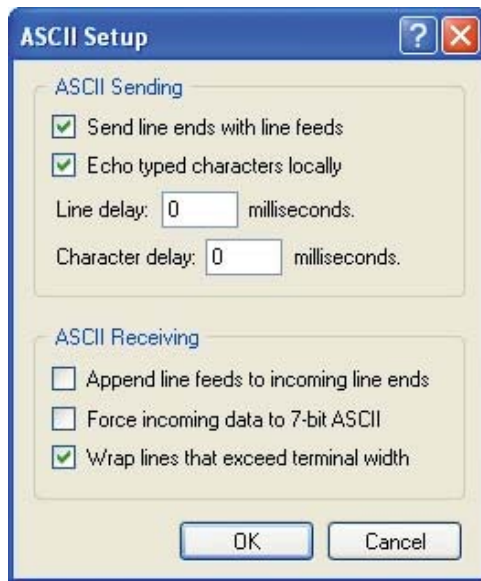 ASCII Setup
ASCII Sending
Send line ends with line feeds
Echo typed characters locally
Line delay: 0 milliseconds.
Character delay: 0 milliseconds.
ASCII Receiving
Append line feeds to incoming line ends
Force incoming data to 7-bit ASCII
Wrap lines that exceed terminal width
OK Cancel